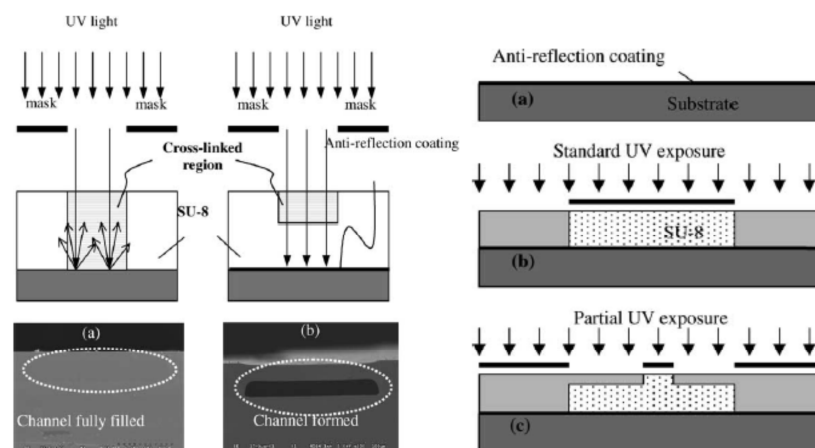 UV light
UV light
mask
mask
mask
mask
Cross-linked
region
Anti-reflection coating
SU-8
(a)
Channel fully filled
(b)
Channel formed
Anti-reflection coating
(a)
Substrate
Standard UV exposure
SU-8
(b)
Partial UV exposure
(c)